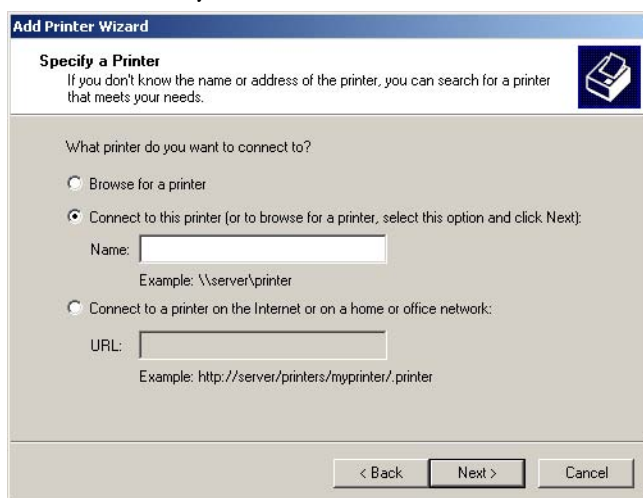 Add Printer Wizard
Specify a Printer
If you don't know the name or address of the printer, you can search for a printer
that meets your needs.
What printer do you want to connect to?
Browse for a printer
Connect to this printer (or to browse for a printer, select this option and click Next):
Name:
Example: \\server\printer
Connect to a printer on the Internet or on a home or office network:
URL:
Example: http://server/printers/myprinter/.printer
< Back Next > Cancel